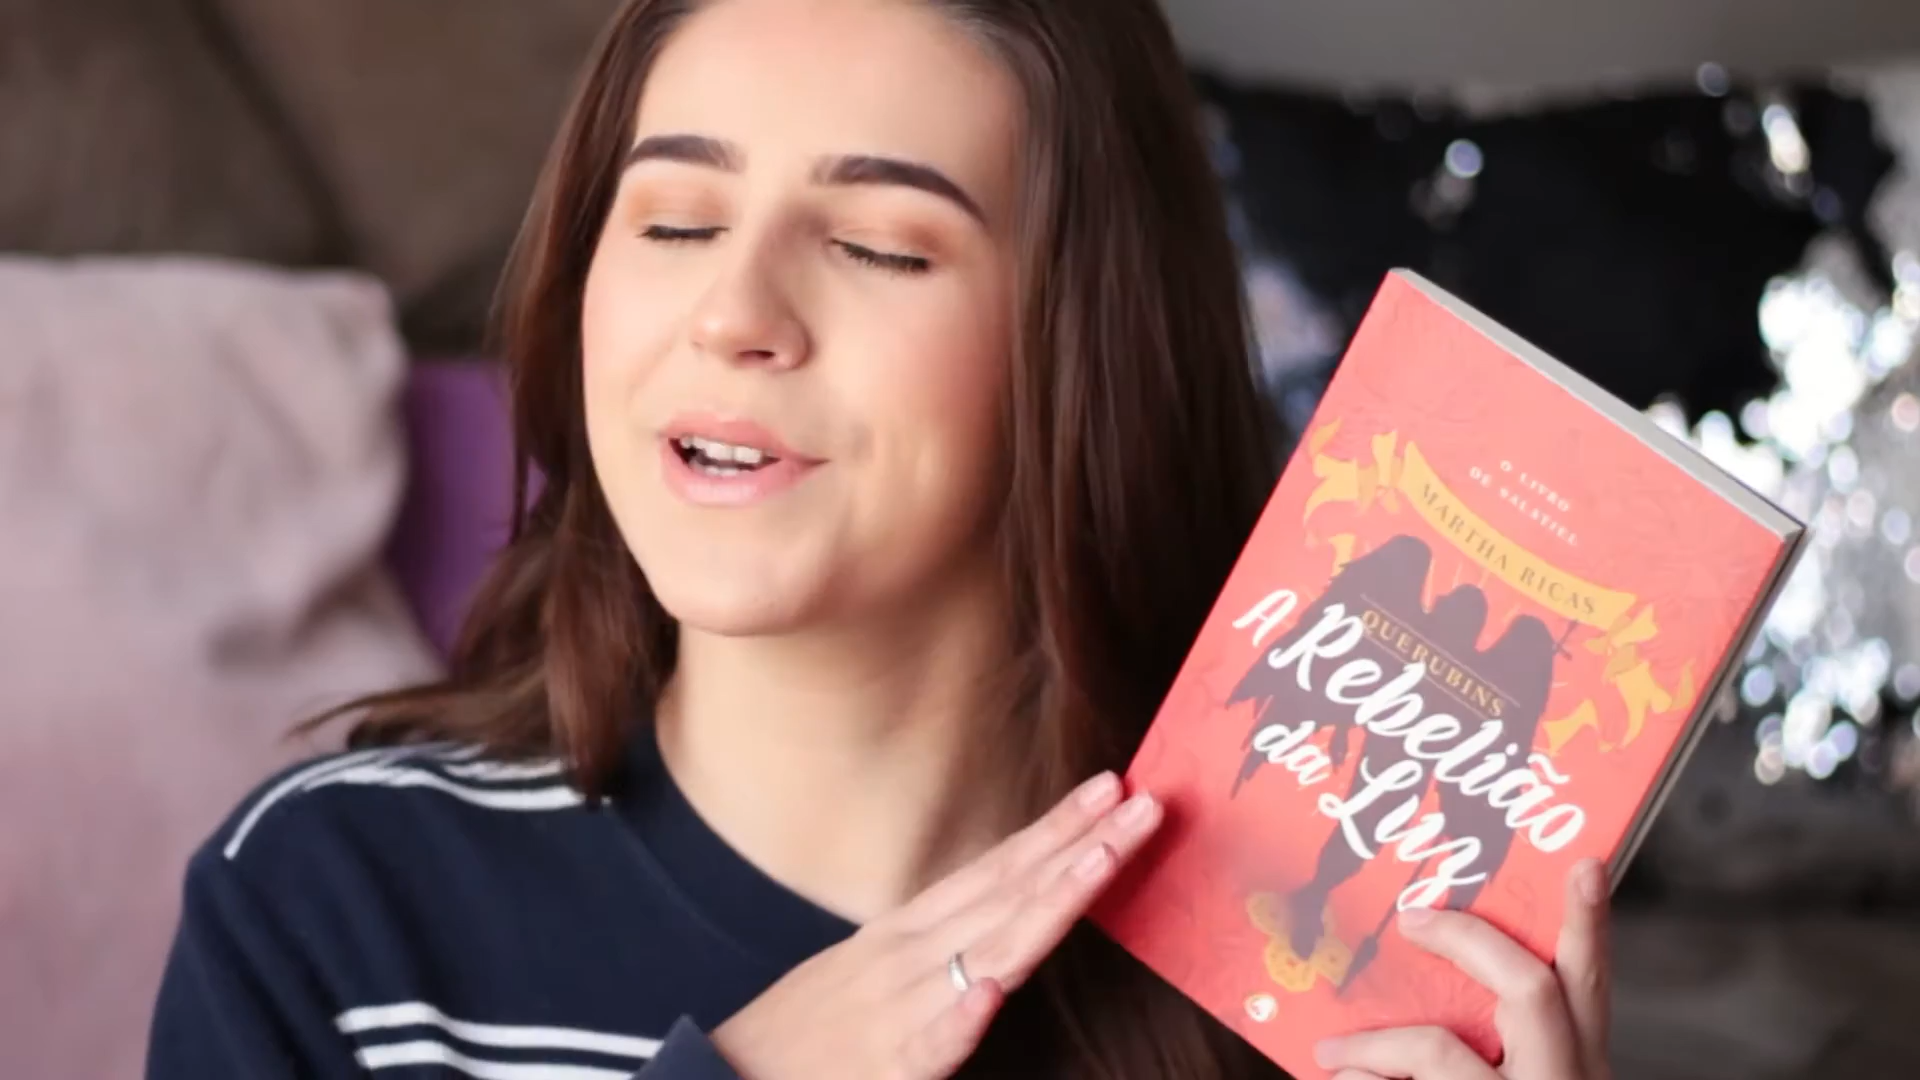 O LIVRO
DE SALATIEL
MARTHA RICAS
QUERUBINS
A Rebelião
da Luz